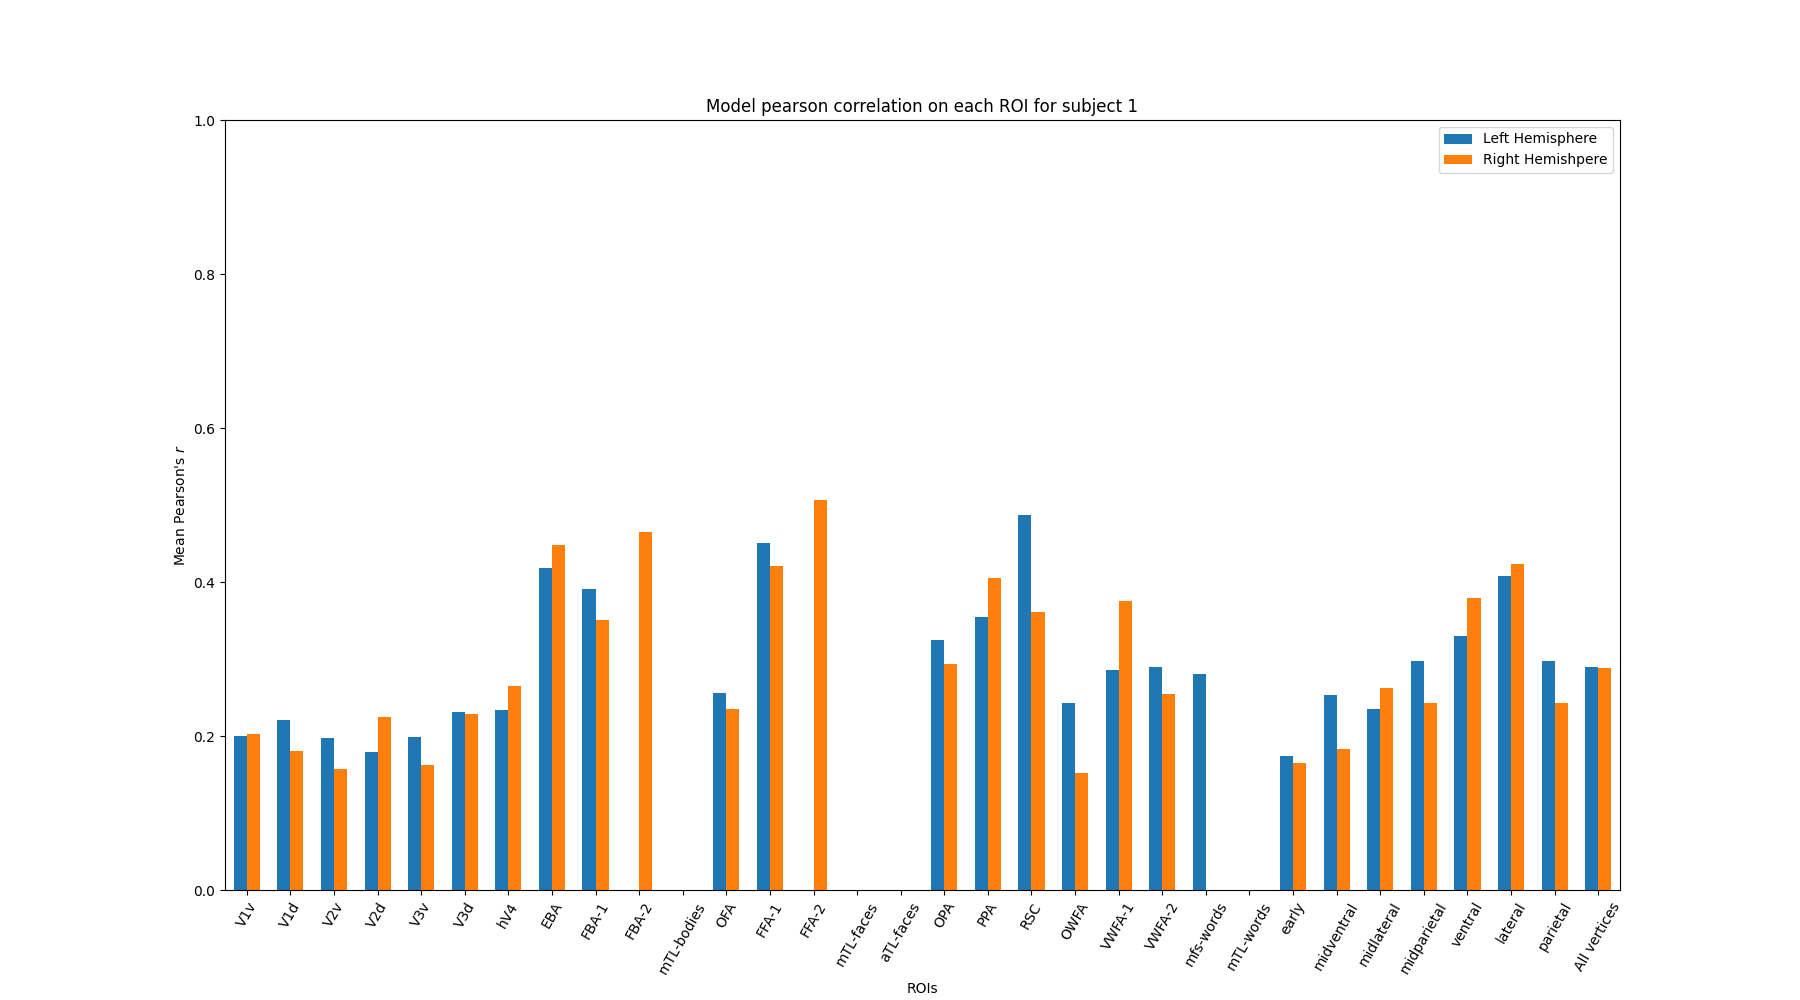 Model pearson correlation on each ROI for subject 1
1.0
0.8
0.6
0.4
0.2
0.0
Mean Pearson's r
Left Hemisphere
Right Hemishpere
V1v
V1d
V2v
V2d
V3v
V3d
hV4
EBA
FBA-1
FBA-2
mTL-bodies
OFA
FFA-1
FFA-2
mTL-faces
aTL-faces
OPA
PPA
RSC
OWFA
VWFA-1
VWFA-2
mfs-words
mTL-words
early
midventral
midlateral
midparietal
ventral
lateral
parietal
All vertices
ROIs